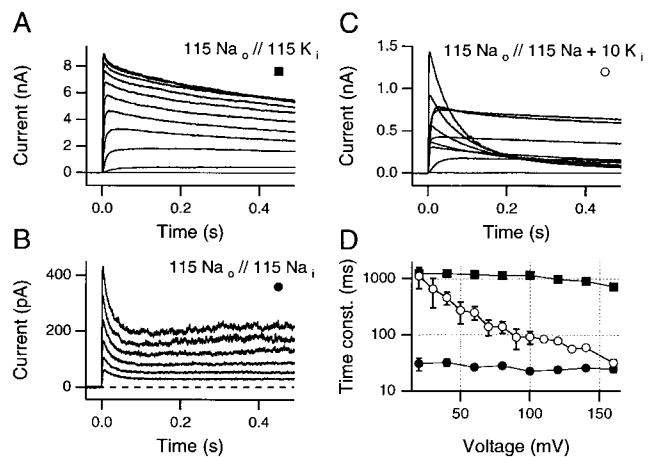 A
115 Na o // 115 K i
Current (nA)
8
6
4
2
0
0.0
0.2
0.4
Time (s)
B
115 Na o // 115 Na i
Current (pA)
400
200
0
0.0
0.2
0.4
Time (s)
C
115 Na o // 115 Na + 10 K i
Current (nA)
1.5
1.0
0.5
0.0
0.0
0.2
0.4
Time (s)
D
Time const. (ms)
1000
100
10
50
100
150
Voltage (mV)